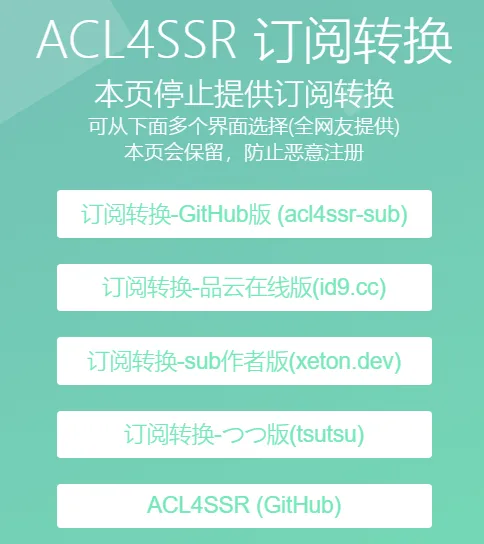 ACL4SSR 订阅转换
本页停止提供订阅转换
可从下面多个界面选择(全网友提供)
本页会保留，防止恶意注册
订阅转换-GitHub版 (acl4ssr-sub)
订阅转换-品云在线版(id9.cc)
订阅转换-sub作者版(xeton.dev)
订阅转换-つつ版(tsutsu)
ACL4SSR (GitHub)